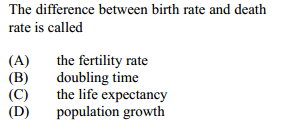 The difference between birth rate and death
rate is called
(A) the fertility rate
(B) doubling time
(C) the life expectancy
(D) population growth